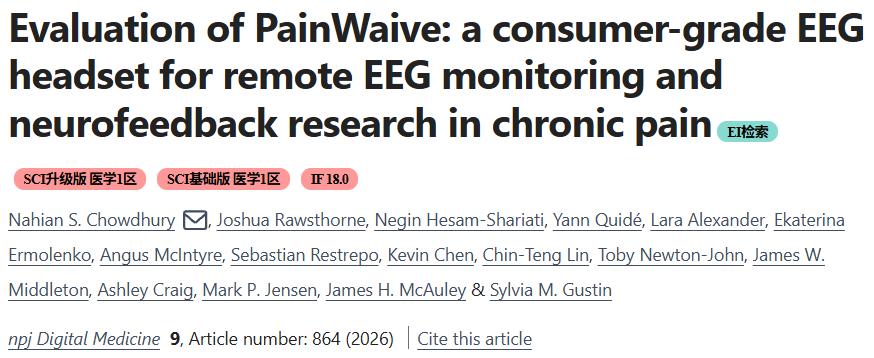 Evaluation of PainWaive: a consumer-grade EEG
headset for remote EEG monitoring and
neurofeedback research in chronic pain EI检索
SCI升级版 医学1区 SCI基础版 医学1区 IF 18.0
Nahian S. Chowdhury, Joshua Rawsthorne, Negin Hesam-Shariati, Yann Quidé, Lara Alexander, Ekaterina
Ermolenko, Angus McIntyre, Sebastian Restrepo, Kevin Chen, Chin-Teng Lin, Toby Newton-John, James W.
Middleton, Ashley Craig, Mark P. Jensen, James H. McAuley & Sylvia M. Gustin
npj Digital Medicine 9, Article number: 864 (2026) | Cite this article